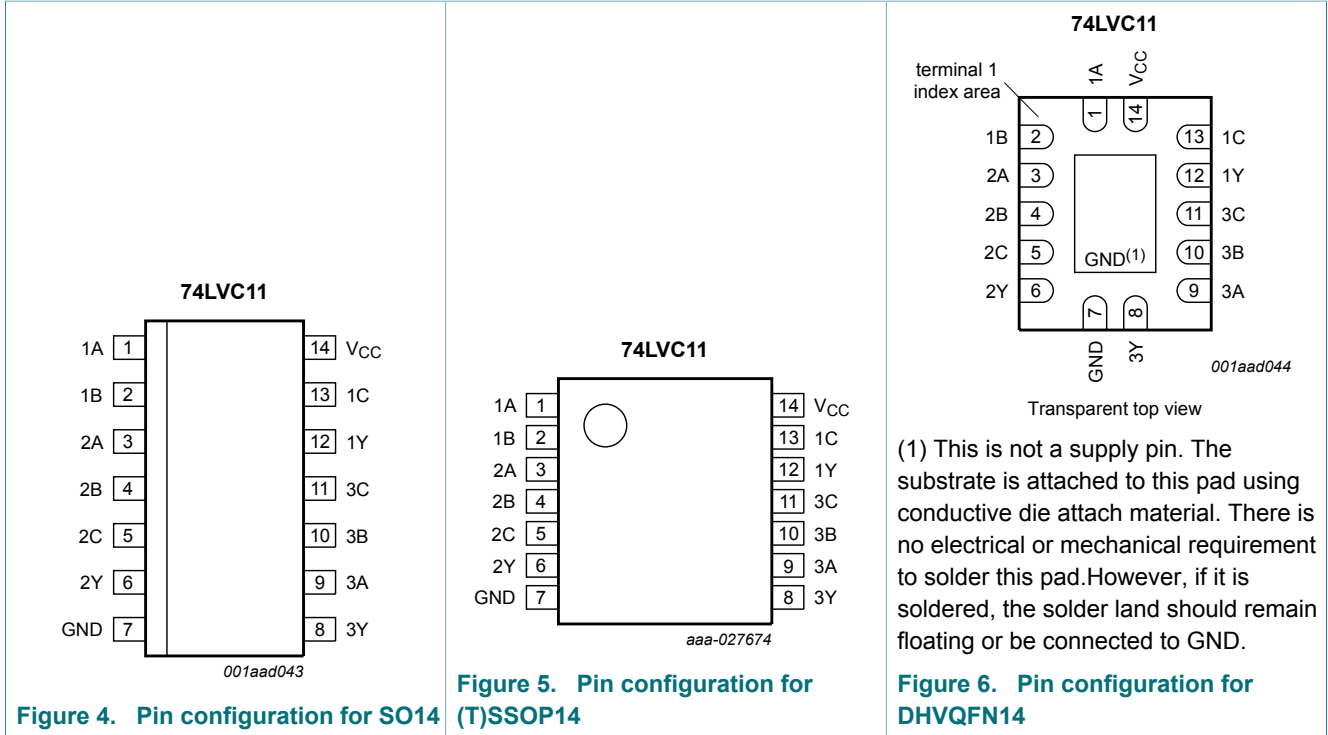 74LVC11
1A 1 14 VCC
1B 2 13 1C
2A 3 12 1Y
2B 4 11 3C
2C 5 10 3B
2Y 6 9 3A
GND 7 8 3Y
001aad043
Figure 4. Pin configuration for SO14
74LVC11
1A 1 14 VCC
1B 2 13 1C
2A 3 12 1Y
2B 4 11 3C
2C 5 10 3B
2Y 6 9 3A
GND 7 8 3Y
aaa-027674
Figure 5. Pin configuration for
(T)SSOP14
74LVC11
terminal 1
index area
1A VCC
1 14
1B 2 13 1C
2A 3 12 1Y
2B 4 11 3C
2C 5 GND(1) 10 3B
2Y 6 9 3A
7 8
GND 3Y
001aad044
Transparent top view
(1) This is not a supply pin. The
substrate is attached to this pad using
conductive die attach material. There is
no electrical or mechanical requirement
to solder this pad.However, if it is
soldered, the solder land should remain
floating or be connected to GND.
Figure 6. Pin configuration for
DHVQFN14